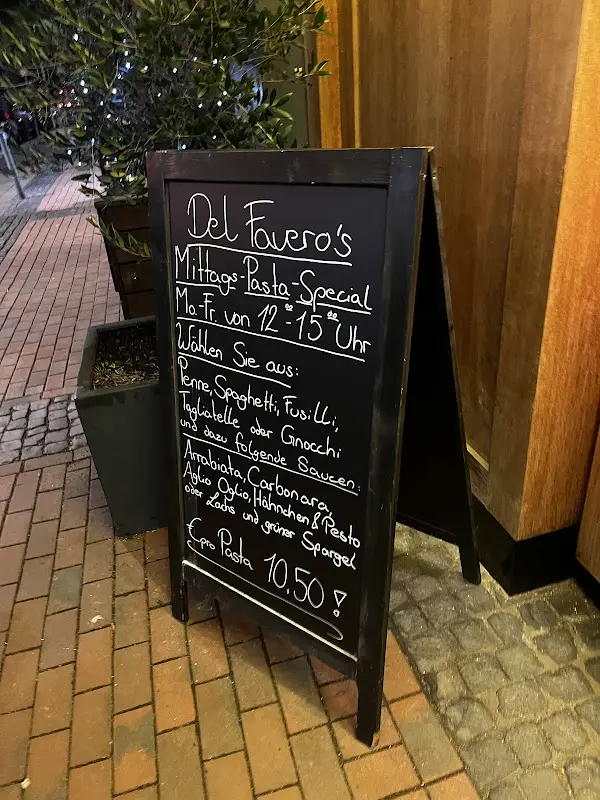 Del Favero's
Mittags-Pasta-Special
Mo-Fr. von 12⁰⁰-15⁰⁰ Uhr
Wählen Sie aus:
Penne, Spaghetti, Fusilli,
Tagliatelle oder Gnocchi
und dazu folgende Saucen:
Arrabiata, Carbonara,
Aglio Oglio, Hähnchen & Pesto
oder Lachs und grüner Spargel
€ pro Pasta 10,50!